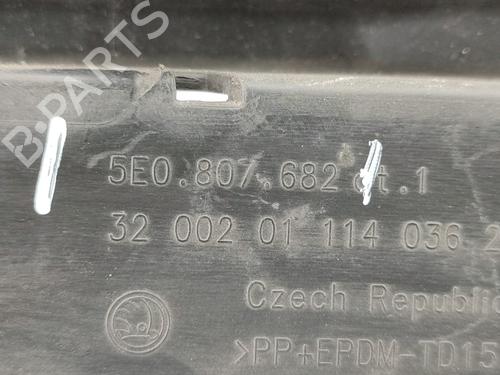 B-PARTS
5E0.807.682 ct.1
32 002 01 114 036 2
Czech Republic
>PP+EPDM-TD15